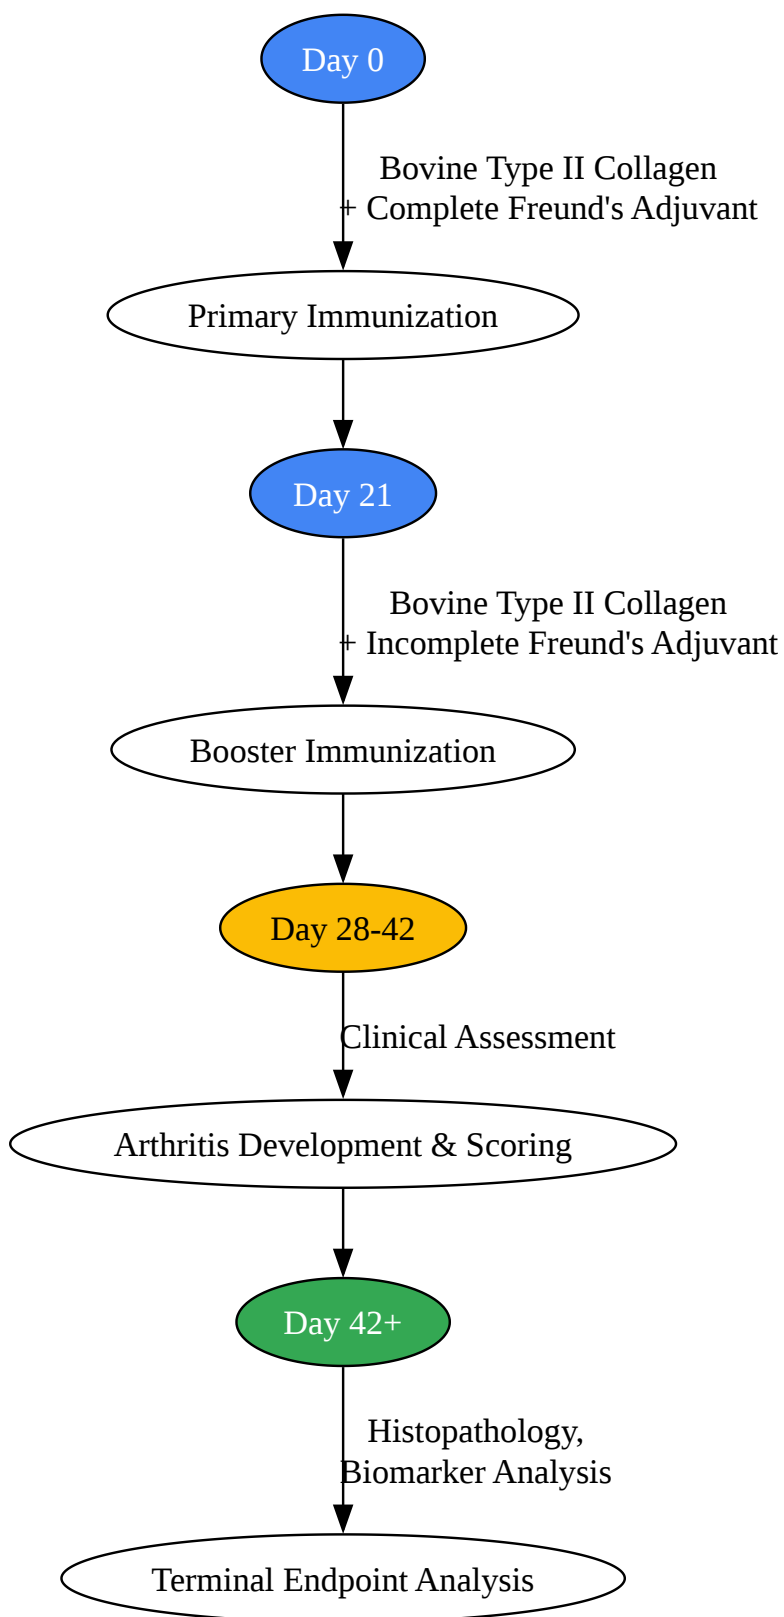 Day 0
Bovine Type II Collagen
+ Complete Freund's Adjuvant
Primary Immunization
Day 21
Bovine Type II Collagen
+ Incomplete Freund's Adjuvant
Booster Immunization
Day 28-42
Clinical Assessment
Arthritis Development & Scoring
Day 42+
Histopathology,
Biomarker Analysis
Terminal Endpoint Analysis